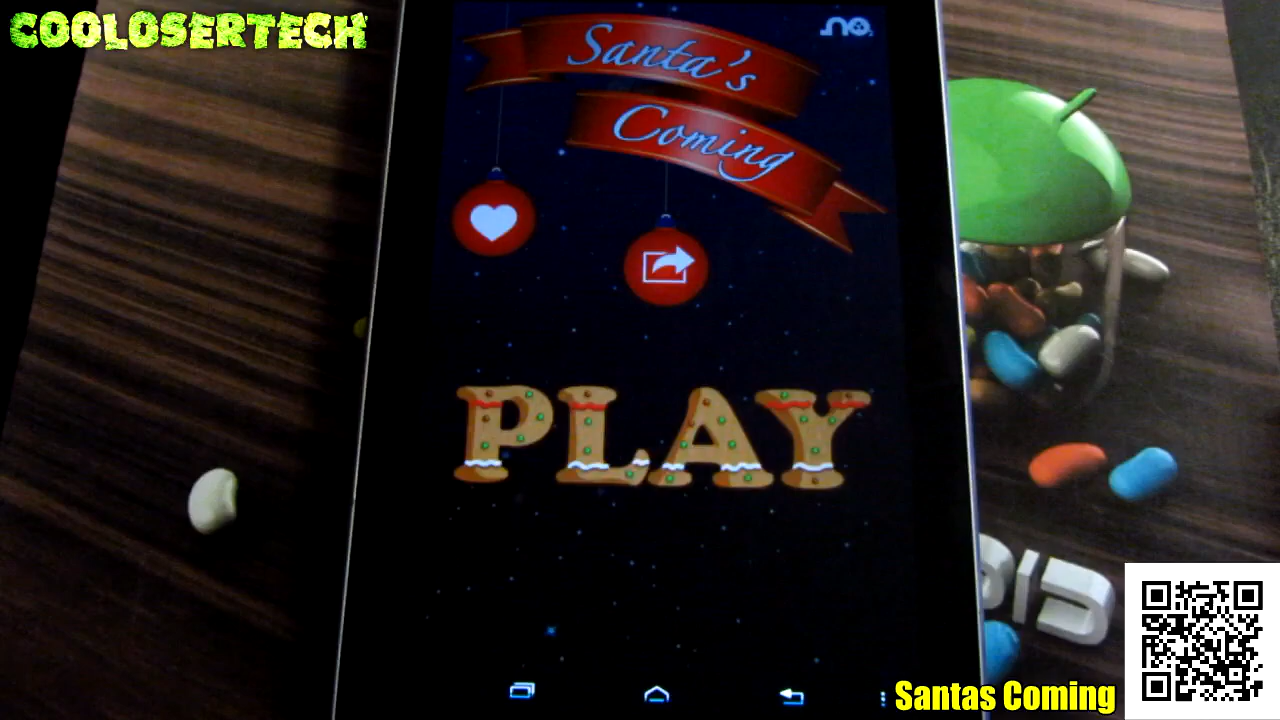 COOLOSERTECH
Santa's
Coming
PLAY
Santas Coming